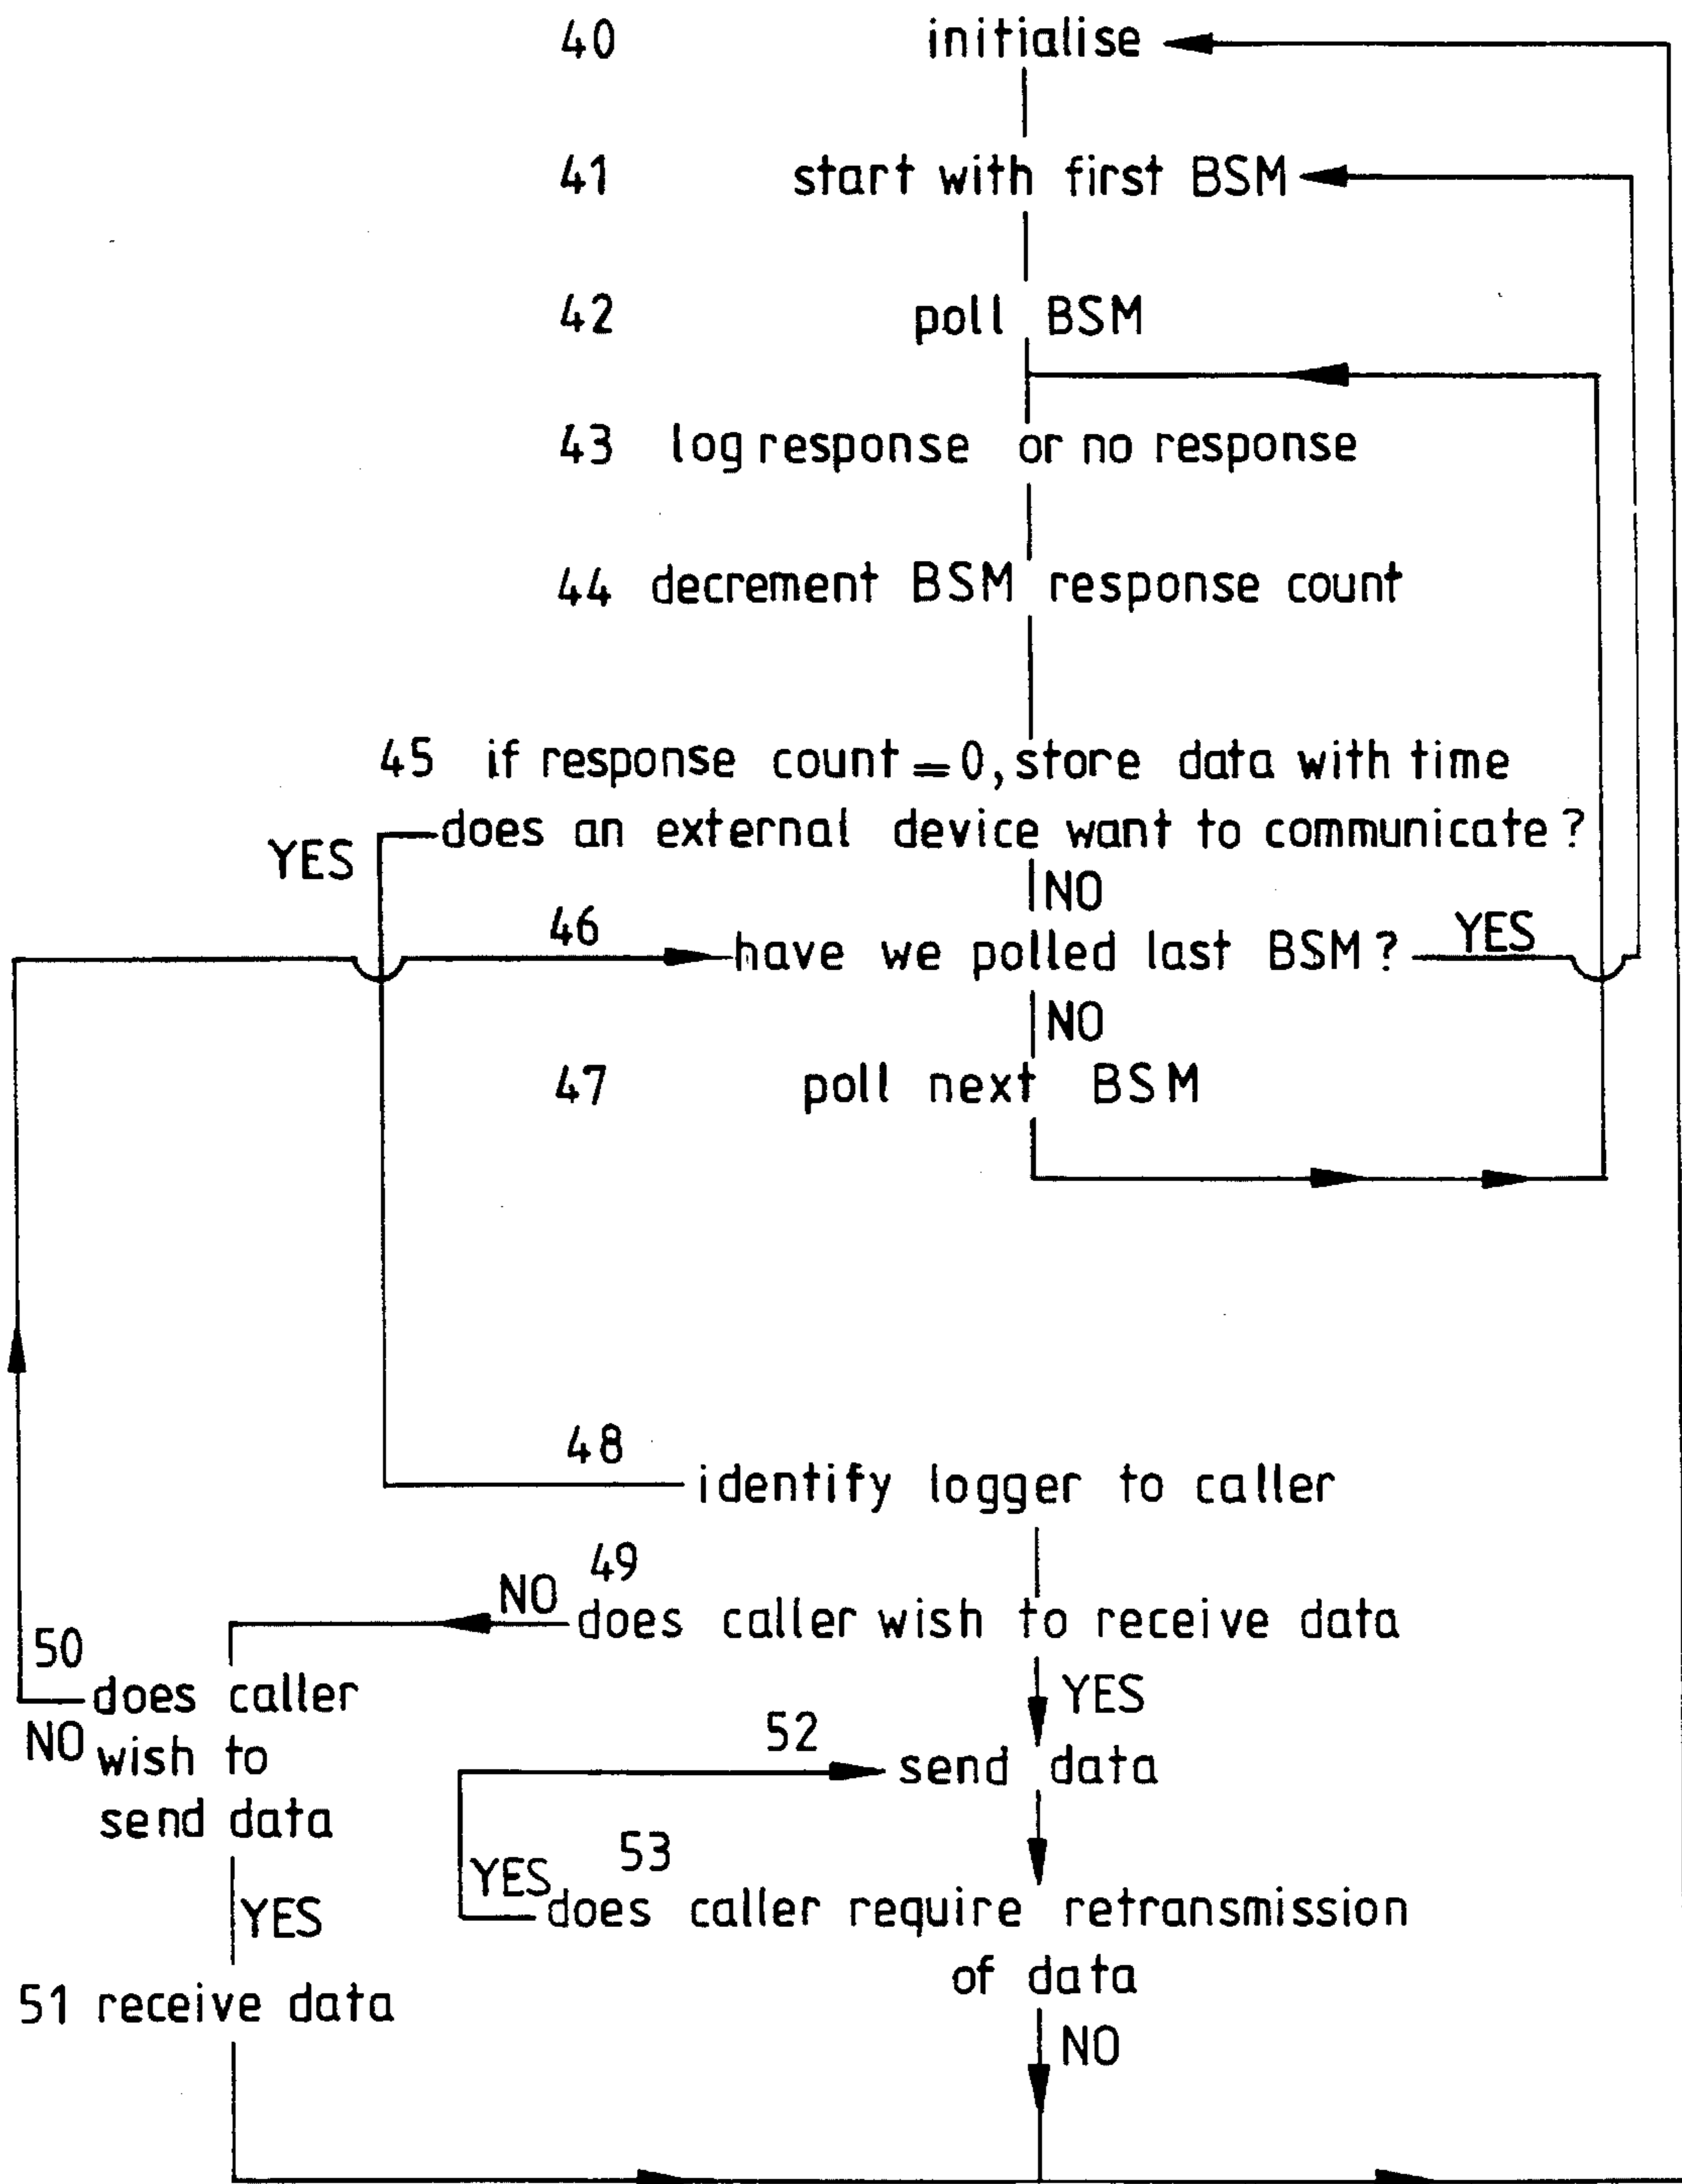 40 initialise
41 start with first BSM
42 poll BSM
43 log response or no response
44 decrement BSM response count
45 if response count = 0, store data with time
does an external device want to communicate?
YES
NO
46
have we polled last BSM? YES
NO
47 poll next BSM
48
identify logger to caller
49
NO does caller wish to receive data
50
does caller
NO wish to
send data
YES
52
send data
53
YES does caller require retransmission
of data
YES
51 receive data
NO